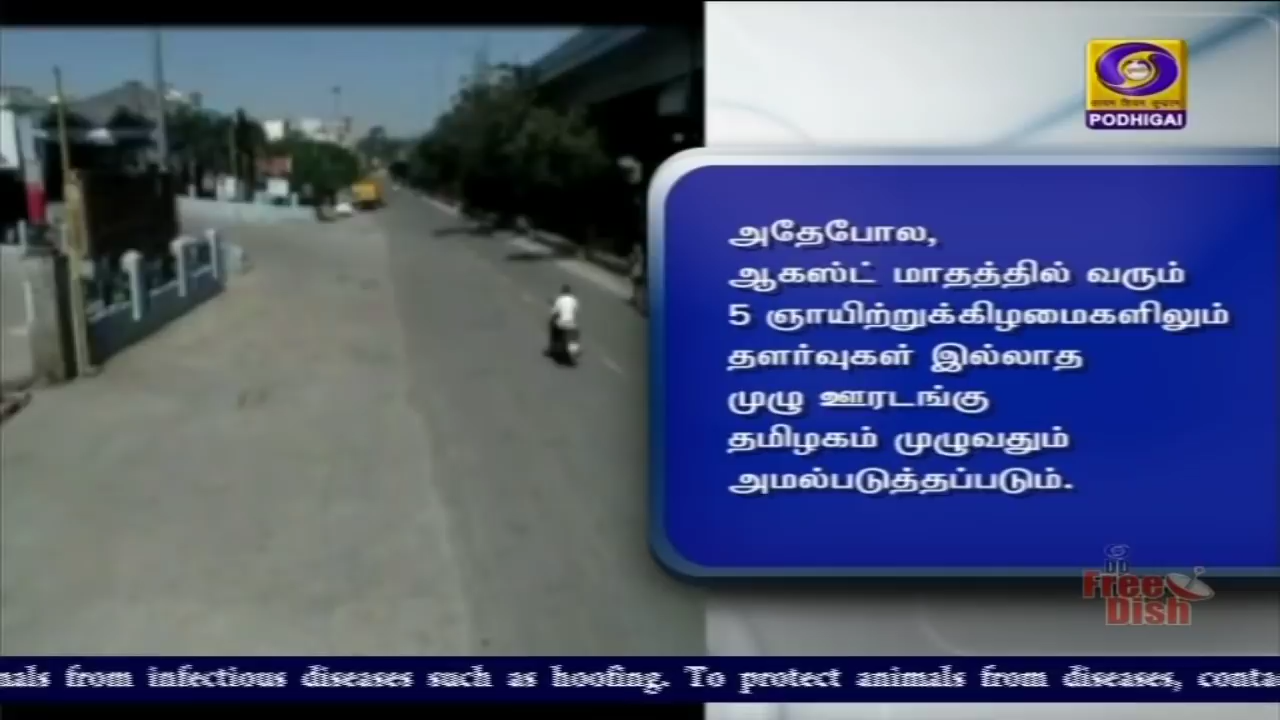 PODHIGAI
அதேபோல,
ஆகஸ்ட் மாதத்தில் வரும்
5 ஞாயிற்றுக்கிழமைகளிலும்
தளர்வுகள் இல்லாத
முழு ஊரடங்கு
தமிழகம் முழுவதும்
அமல்படுத்தப்படும்.
DD
Free Dish
nals from infectious diseases such as hoofing. To protect animals from diseases, conta